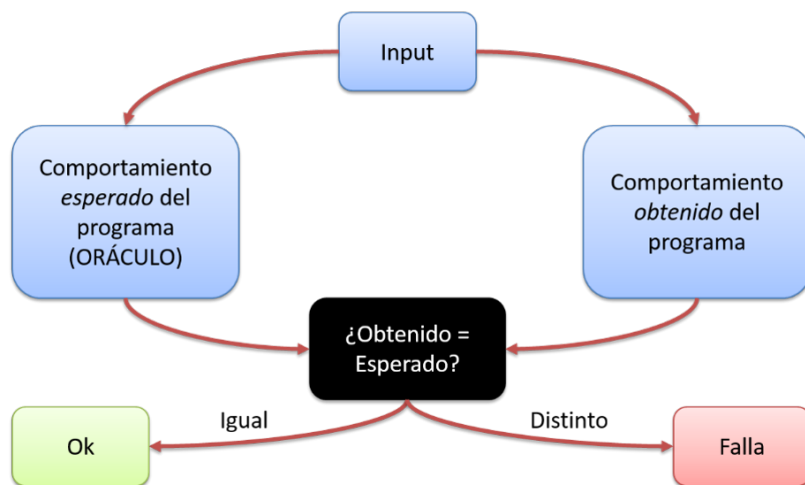 Input
Comportamiento
esperado del
programa
(ORÁCULO)
Comportamiento
obtenido del
programa
¿Obtenido =
Esperado?
Igual
Distinto
Ok
Falla